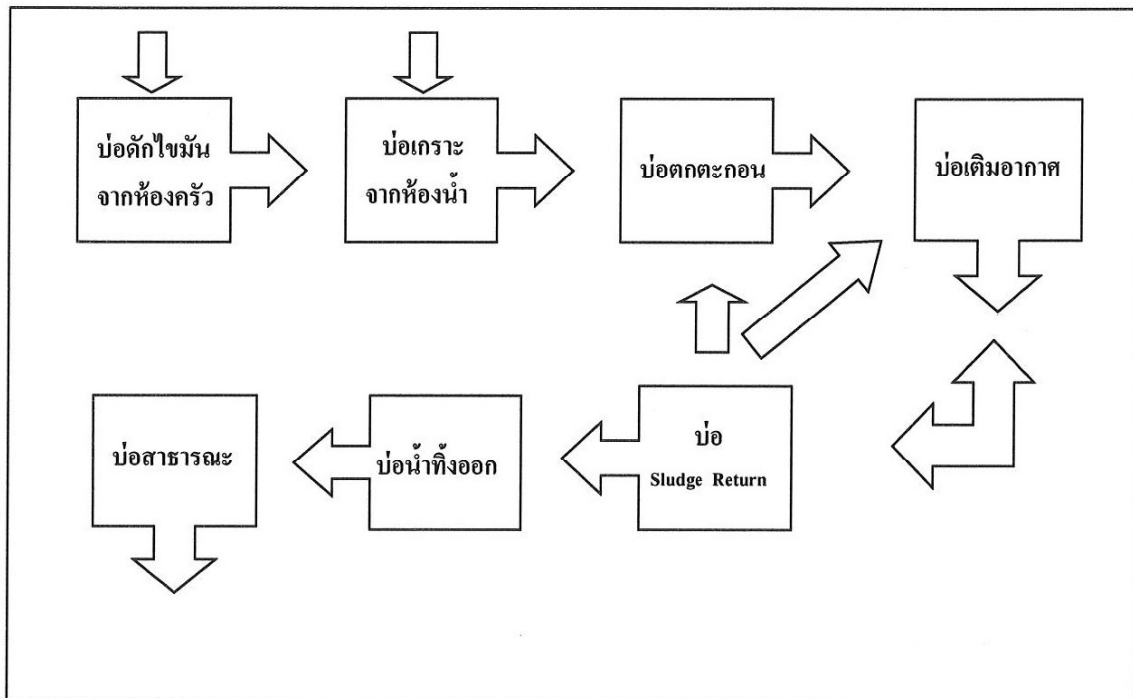 บ่อดักไขมัน
จากห้องครัว
บ่อเกราะ
จากห้องน้ำ
บ่อตกตะกอน
บ่อเติมอากาศ
บ่อสาธารณะ
บ่อน้ำทิ้งออก
บ่อ
Sludge Return